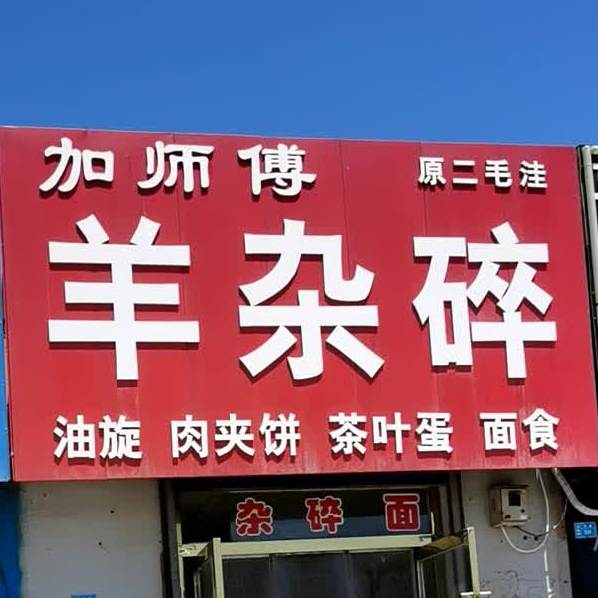 加师傅 原二毛洼
羊杂碎
油旋 肉夹饼 茶叶蛋 面食
杂碎面